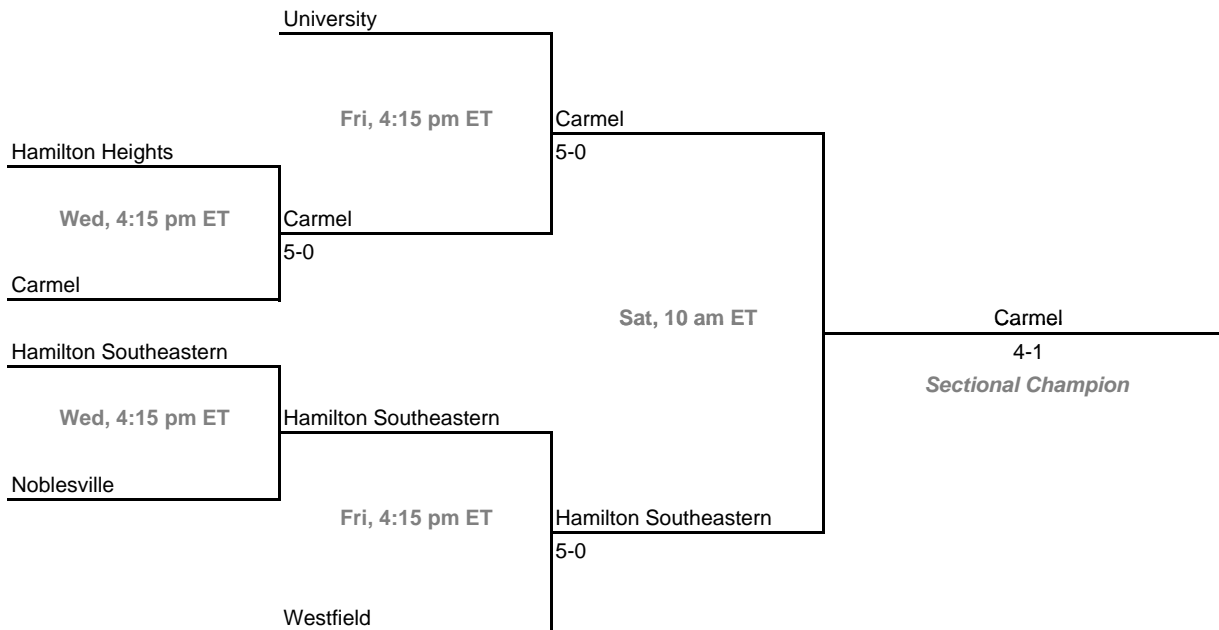 University
Fri, 4:15 pm ET
Carmel
5-0
Hamilton Heights
Wed, 4:15 pm ET
Carmel
5-0
Carmel
Sat, 10 am ET
Carmel
4-1
Sectional Champion
Hamilton Southeastern
Wed, 4:15 pm ET
Hamilton Southeastern
Noblesville
Fri, 4:15 pm ET
Hamilton Southeastern
5-0
Westfield